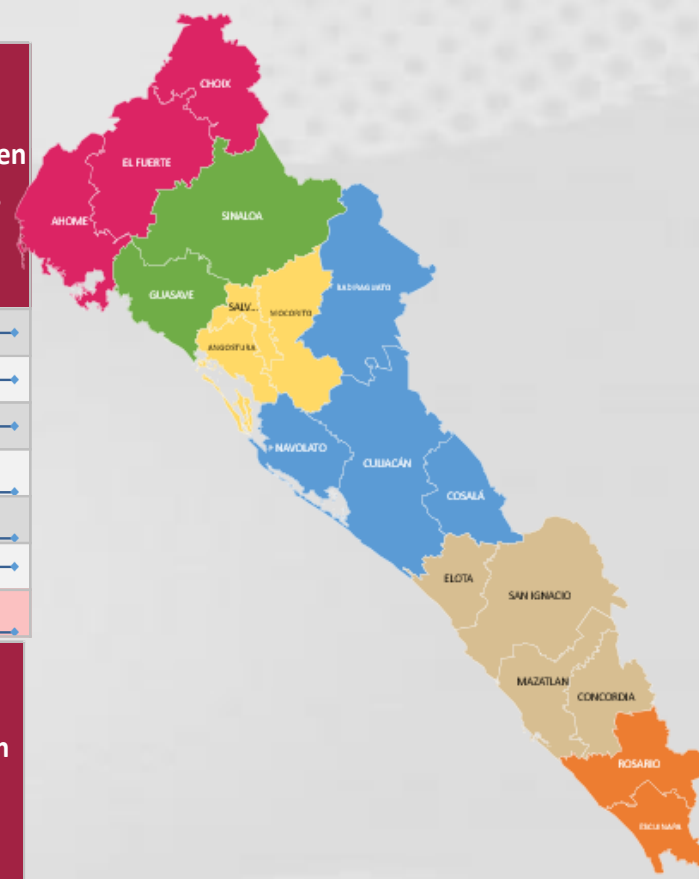 en
CHOIX
EL FUERTE
AHOME
SINALOA
GUASAVE
BADIRAGUATO
SALV...
MOCORITO
ANGOSTURA
NAVOLATO
CULIACÁN
COSALÁ
ELOTA
SAN IGNACIO
MAZATLAN
CONCORDIA
n
ROSARIO
ESCUINAPA